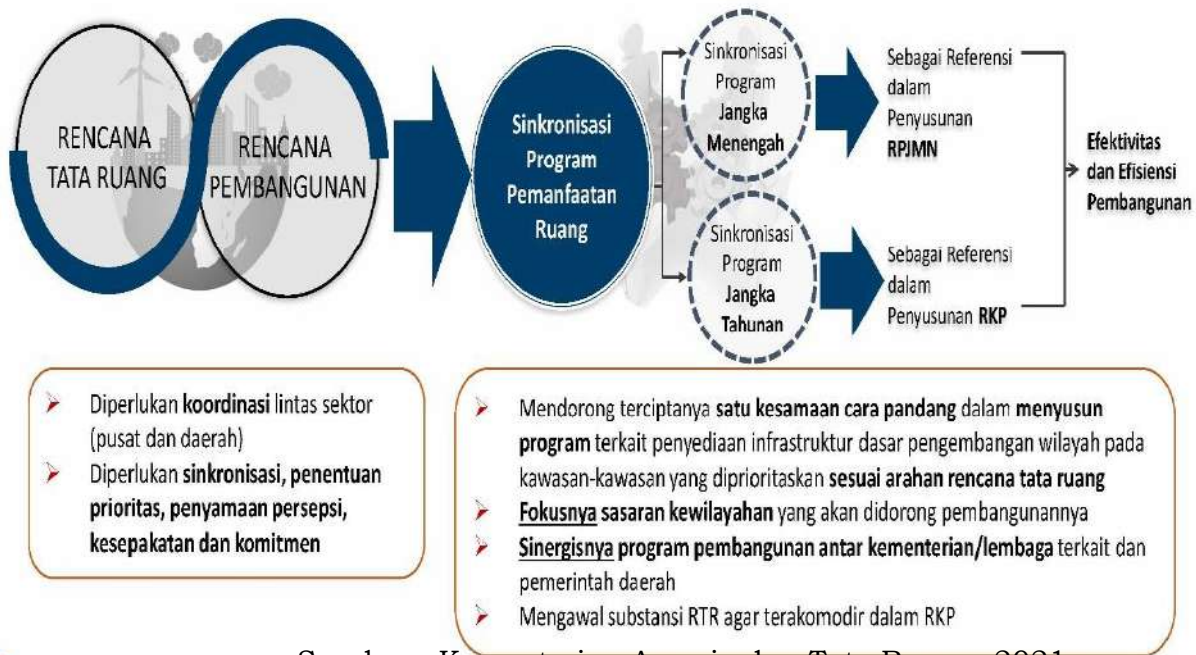 RENCANA
TATA RUANG
RENCANA
PEMBANGUNAN
Sinkronisasi
Program
Pemanfaatan
Ruang
Sinkronisasi
Program
Jangka
Menengah
Sebagai Referensi
dalam
Penyusunan
RPJMN
Sinkronisasi
Program
Jangka
Tahunan
Sebagai Referensi
dalam
Penyusunan RKP
Efektivitas
dan Efisiensi
Pembangunan
Diperlukan koordinasi lintas sektor
(pusat dan daerah)
Diperlukan sinkronisasi, penentuan
prioritas, penyamaan persepsi,
kesepakatan dan komitmen
Mendorong terciptanya satu kesamaan cara pandang dalam menyusun
program terkait penyediaan infrastruktur dasar pengembangan wilayah pada
kawasan-kawasan yang diprioritaskan sesuai arahan rencana tata ruang
Fokusnya sasaran kewilayahan yang akan didorong pembangunannya
Sinergisnya program pembangunan antar kementerian/lembaga terkait dan
pemerintah daerah
Mengawal substansi RTR agar terakomodir dalam RKP